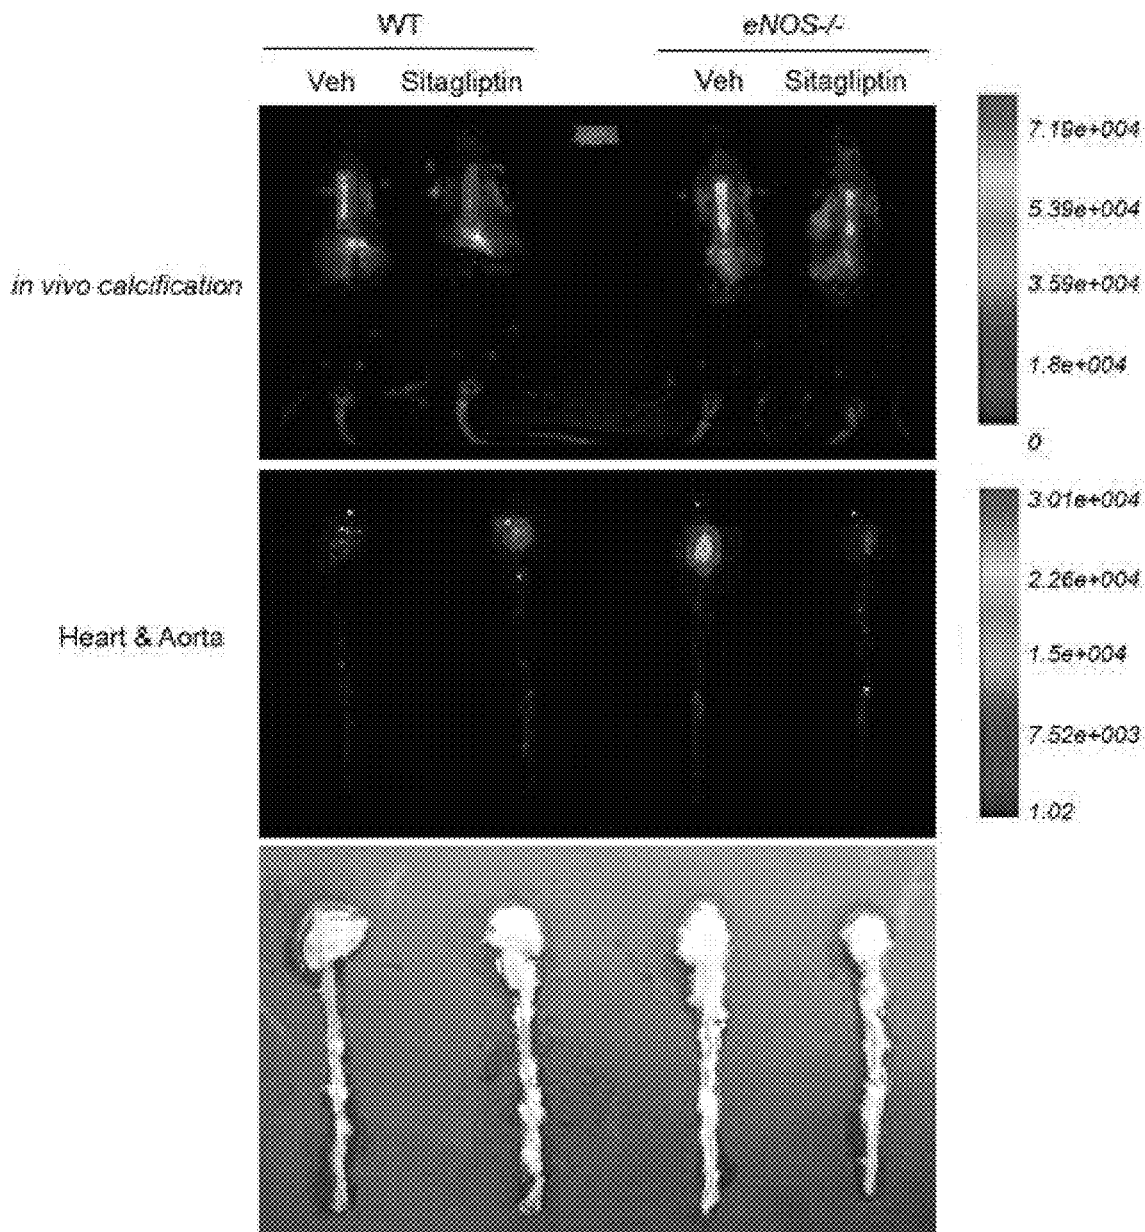 WT eNOS-/-
Veh Sitagliptin Veh Sitagliptin
7.19e+004
5.39e+004
in vivo calcification
3.59e+004
1.8e+004
0
3.01e+004
2.26e+004
Heart & Aorta
1.5e+004
7.52e+003
1.02